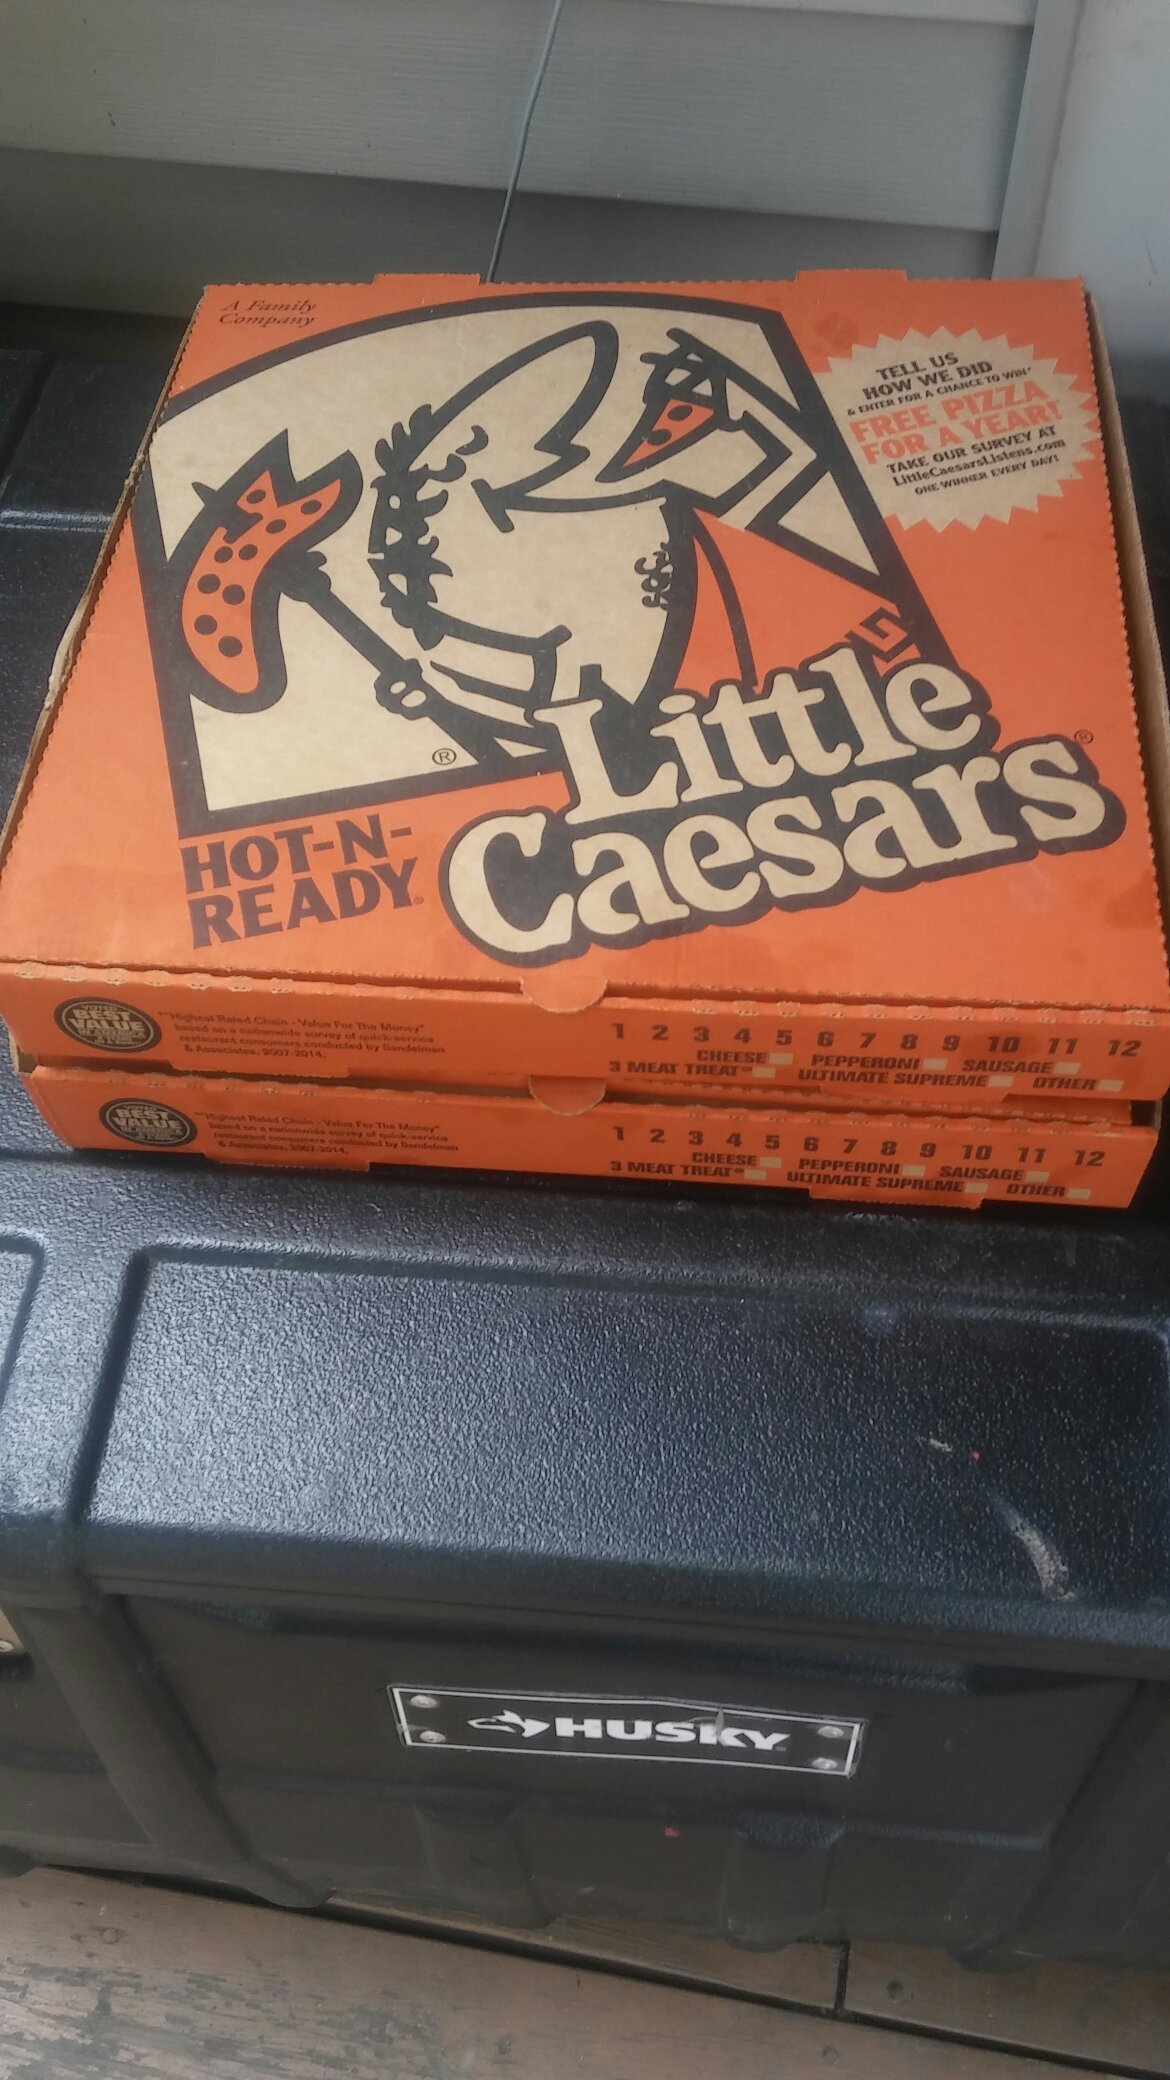 A Family
Company
TELL US
HOW WE DID
& ENTER FOR A CHANCE TO WIN*
FREE PIZZA
FOR A YEAR!
TAKE OUR SURVEY AT
LittleCaesarsListens.com
ONE WINNER EVERY DAY!
®
HOT-N-
READY®
Little
Caesars®
BEST
VALUE
"Highest Rated Chain - Value For The Money"
based on a nationwide survey of quick-service
restaurant consumers conducted by Sandelman
& Associates, 2007-2014.
1 2 3 4 5 6 7 8 9 10 11 12
CHEESE PEPPERONI SAUSAGE
3 MEAT TREAT® ULTIMATE SUPREME OTHER
BEST
VALUE
"Highest Rated Chain - Value For The Money"
based on a nationwide survey of quick-service
restaurant consumers conducted by Sandelman
& Associates, 2007-2014.
1 2 3 4 5 6 7 8 9 10 11 12
CHEESE PEPPERONI SAUSAGE
3 MEAT TREAT® ULTIMATE SUPREME OTHER
HUSKY